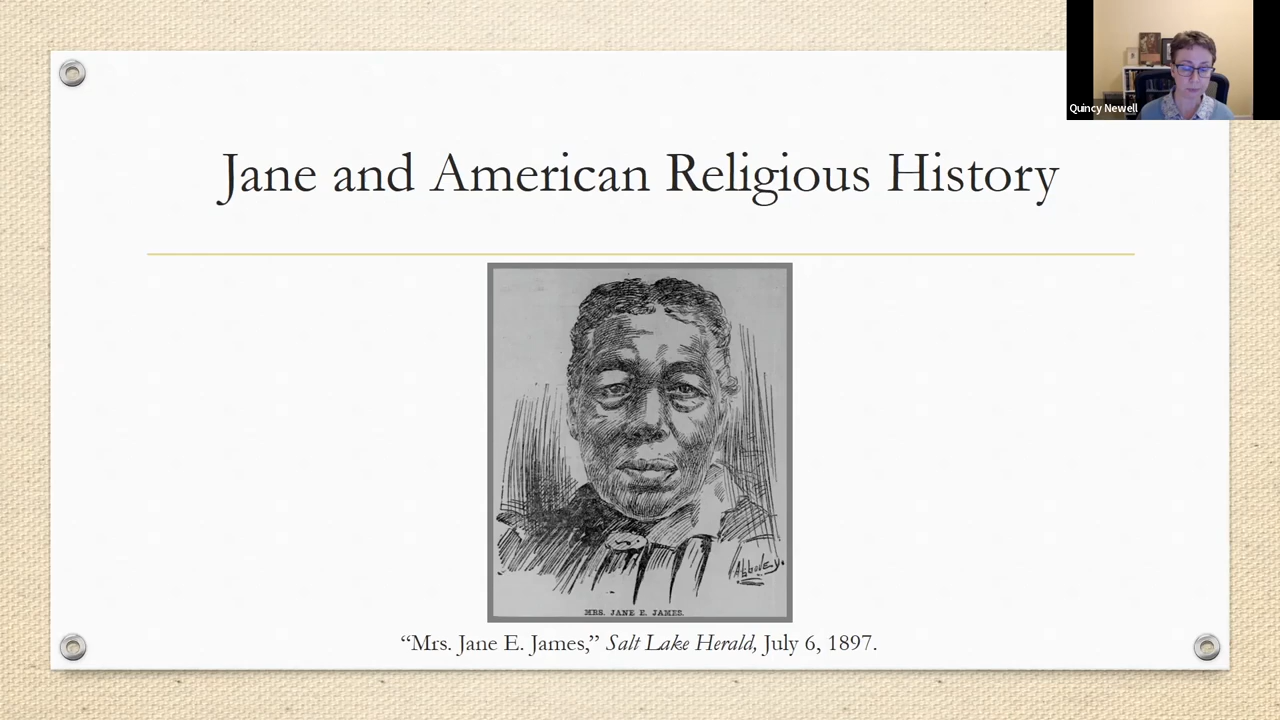 Quincy Newell
Jane and American Religious History
MRS. JANE E. JAMES.
“Mrs. Jane E. James,” Salt Lake Herald, July 6, 1897.